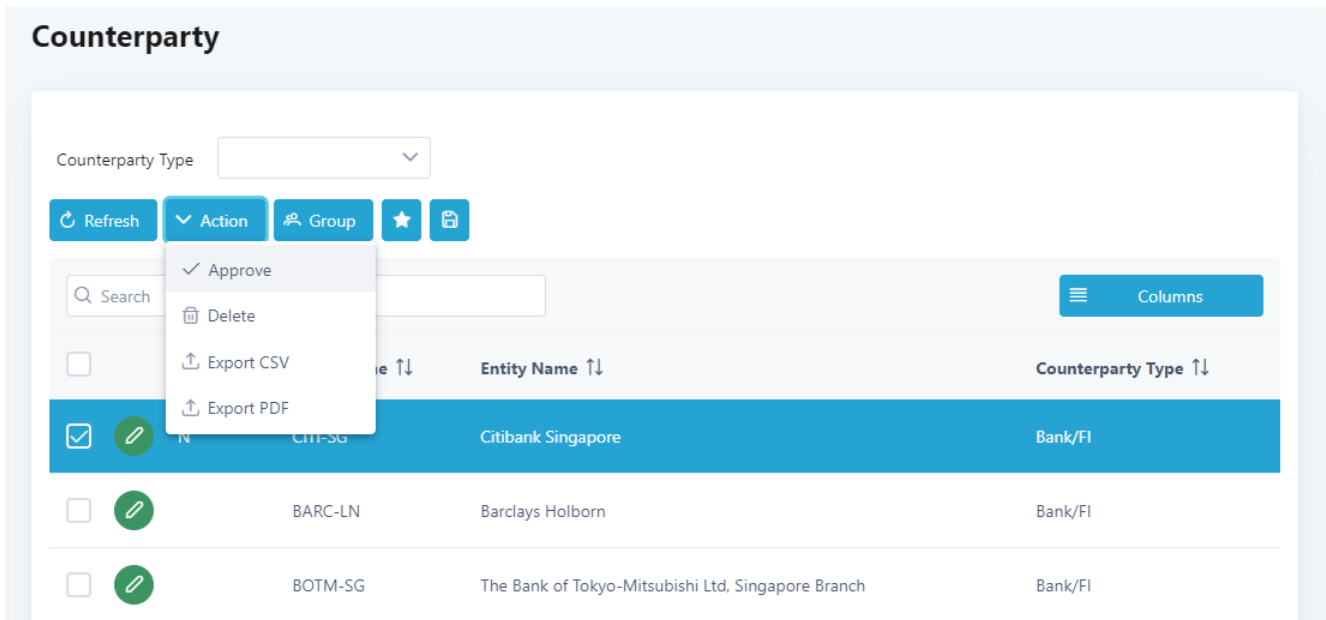 Counterparty
Counterparty Type
Refresh Action Group
Approve
Search Columns
Delete
Export CSV
Entity Name Counterparty Type
Export PDF
N CITI-SG Citibank Singapore Bank/FI
BARC-LN Barclays Holborn Bank/FI
BOTM-SG The Bank of Tokyo-Mitsubishi Ltd, Singapore Branch Bank/FI